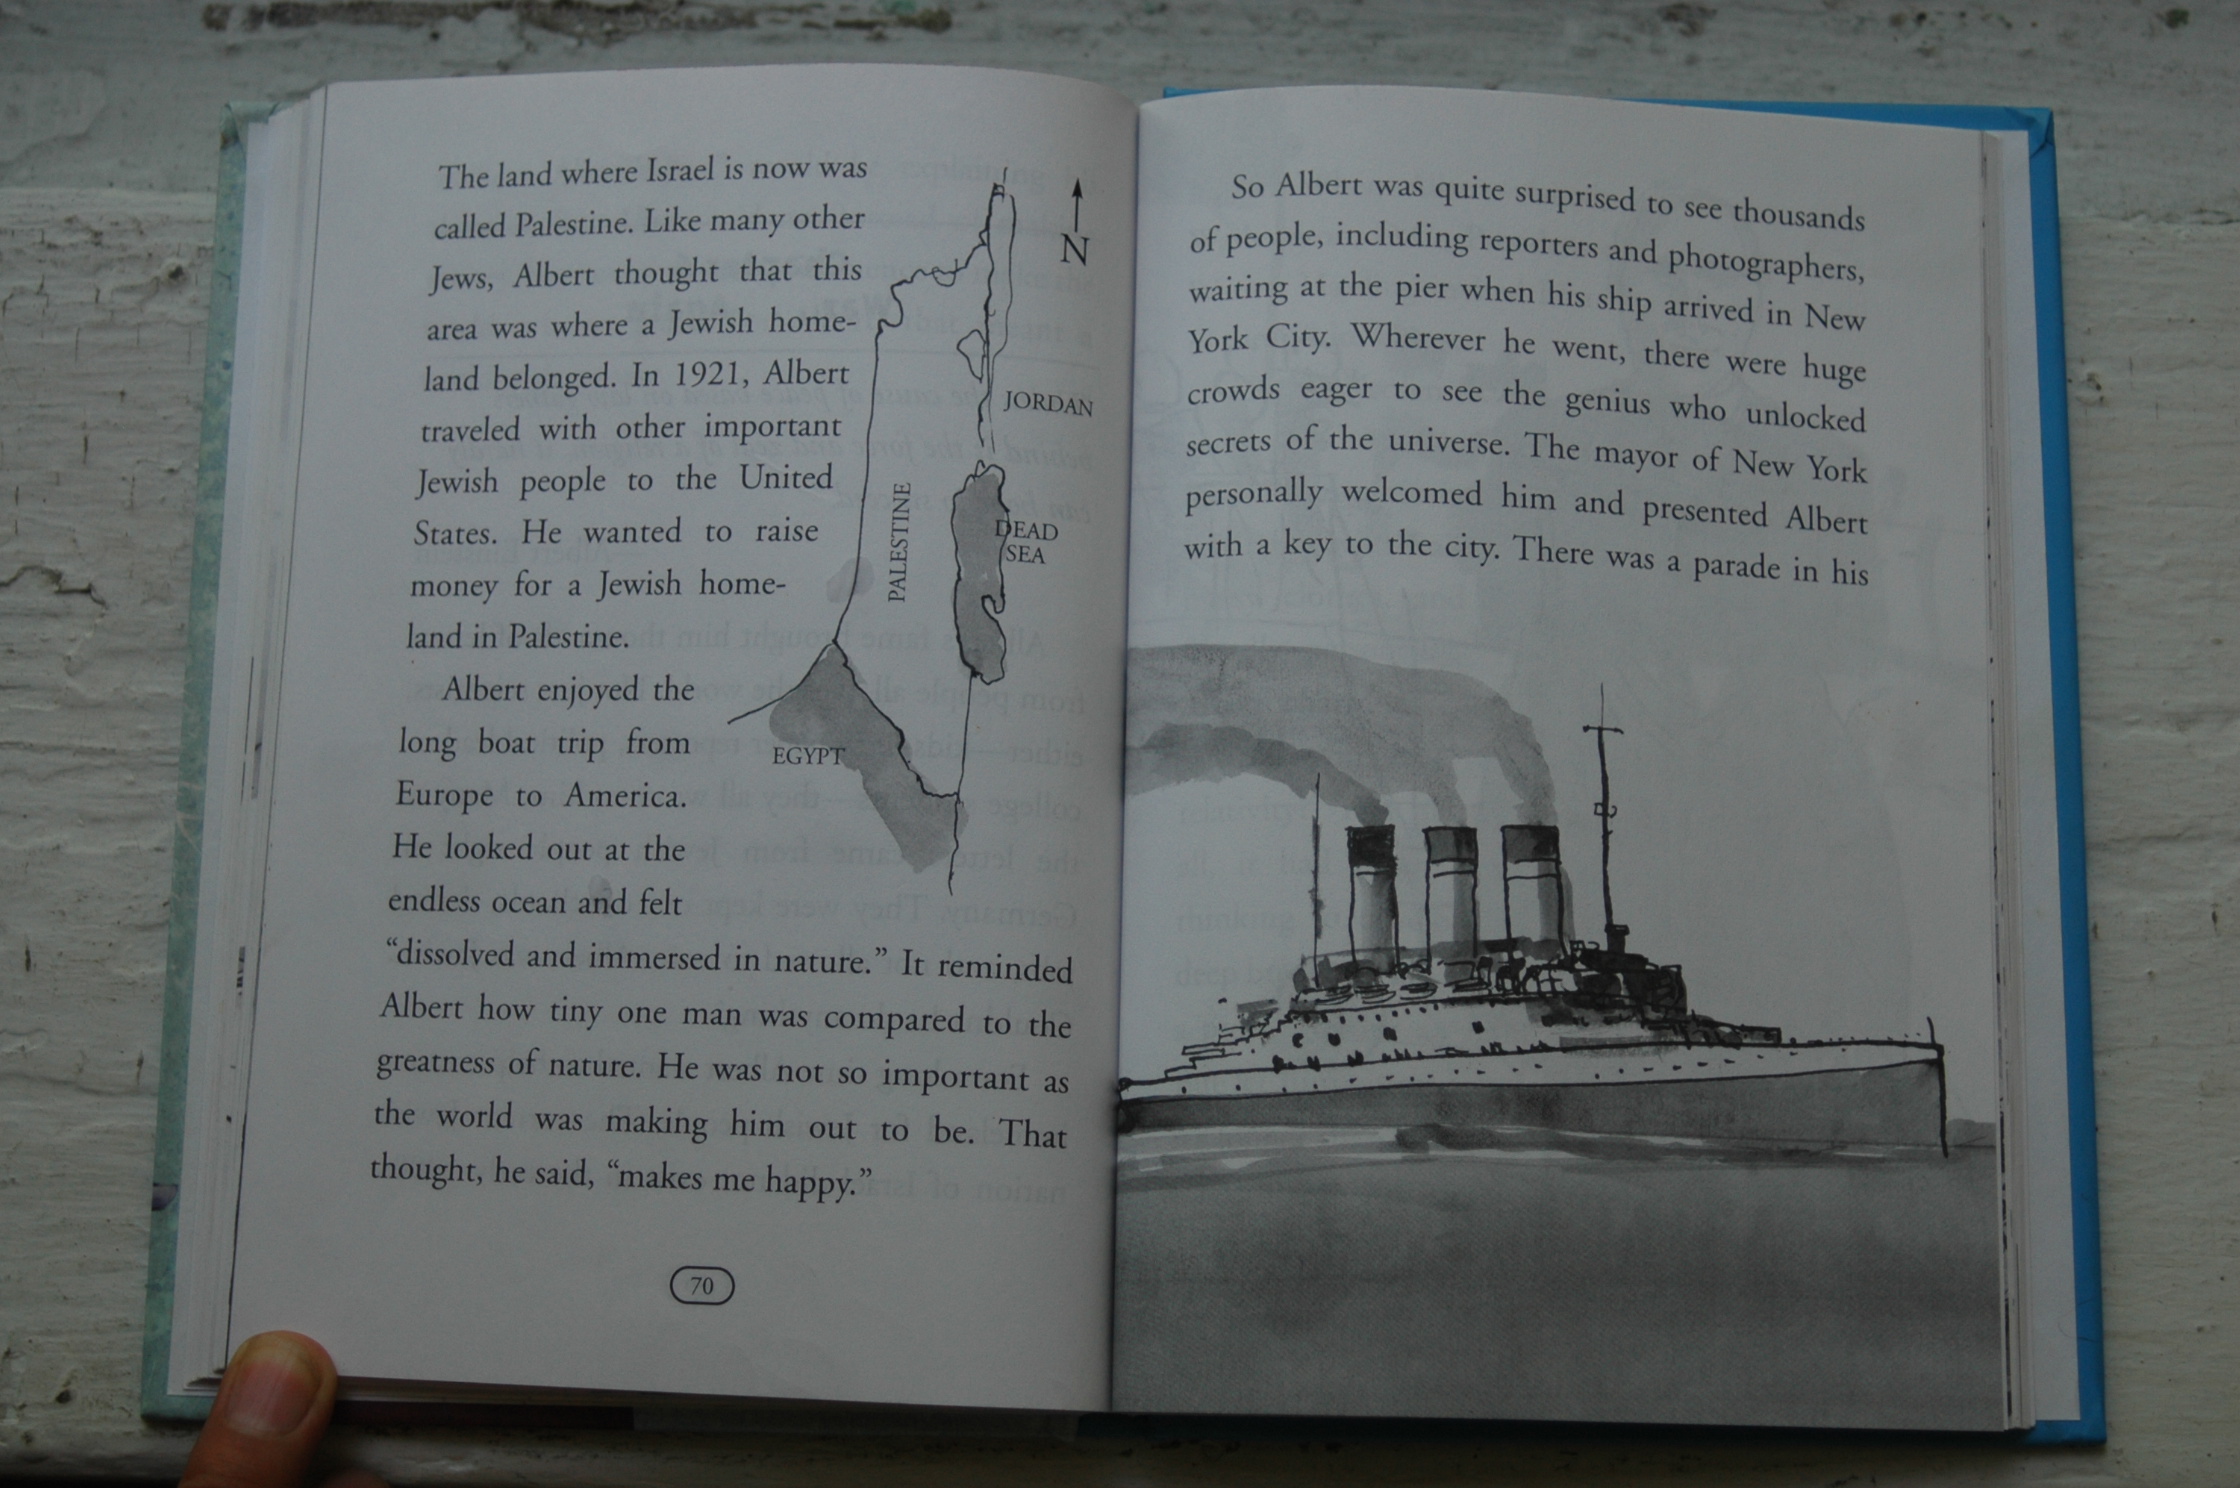 The land where Israel is now was
called Palestine. Like many other
Jews, Albert thought that this
area was where a Jewish home-
land belonged. In 1921, Albert
traveled with other important
Jewish people to the United
States. He wanted to raise
money for a Jewish home-
land in Palestine.
Albert enjoyed the
long boat trip from
Europe to America.
He looked out at the
endless ocean and felt
“dissolved and immersed in nature.” It reminded
Albert how tiny one man was compared to the
greatness of nature. He was not so important as
the world was making him out to be. That
thought, he said, “makes me happy.”
N
JORDAN
PALESTINE
DEAD
SEA
EGYPT
70
So Albert was quite surprised to see thousands
of people, including reporters and photographers,
waiting at the pier when his ship arrived in New
York City. Wherever he went, there were huge
crowds eager to see the genius who unlocked
secrets of the universe. The mayor of New York
personally welcomed him and presented Albert
with a key to the city. There was a parade in his